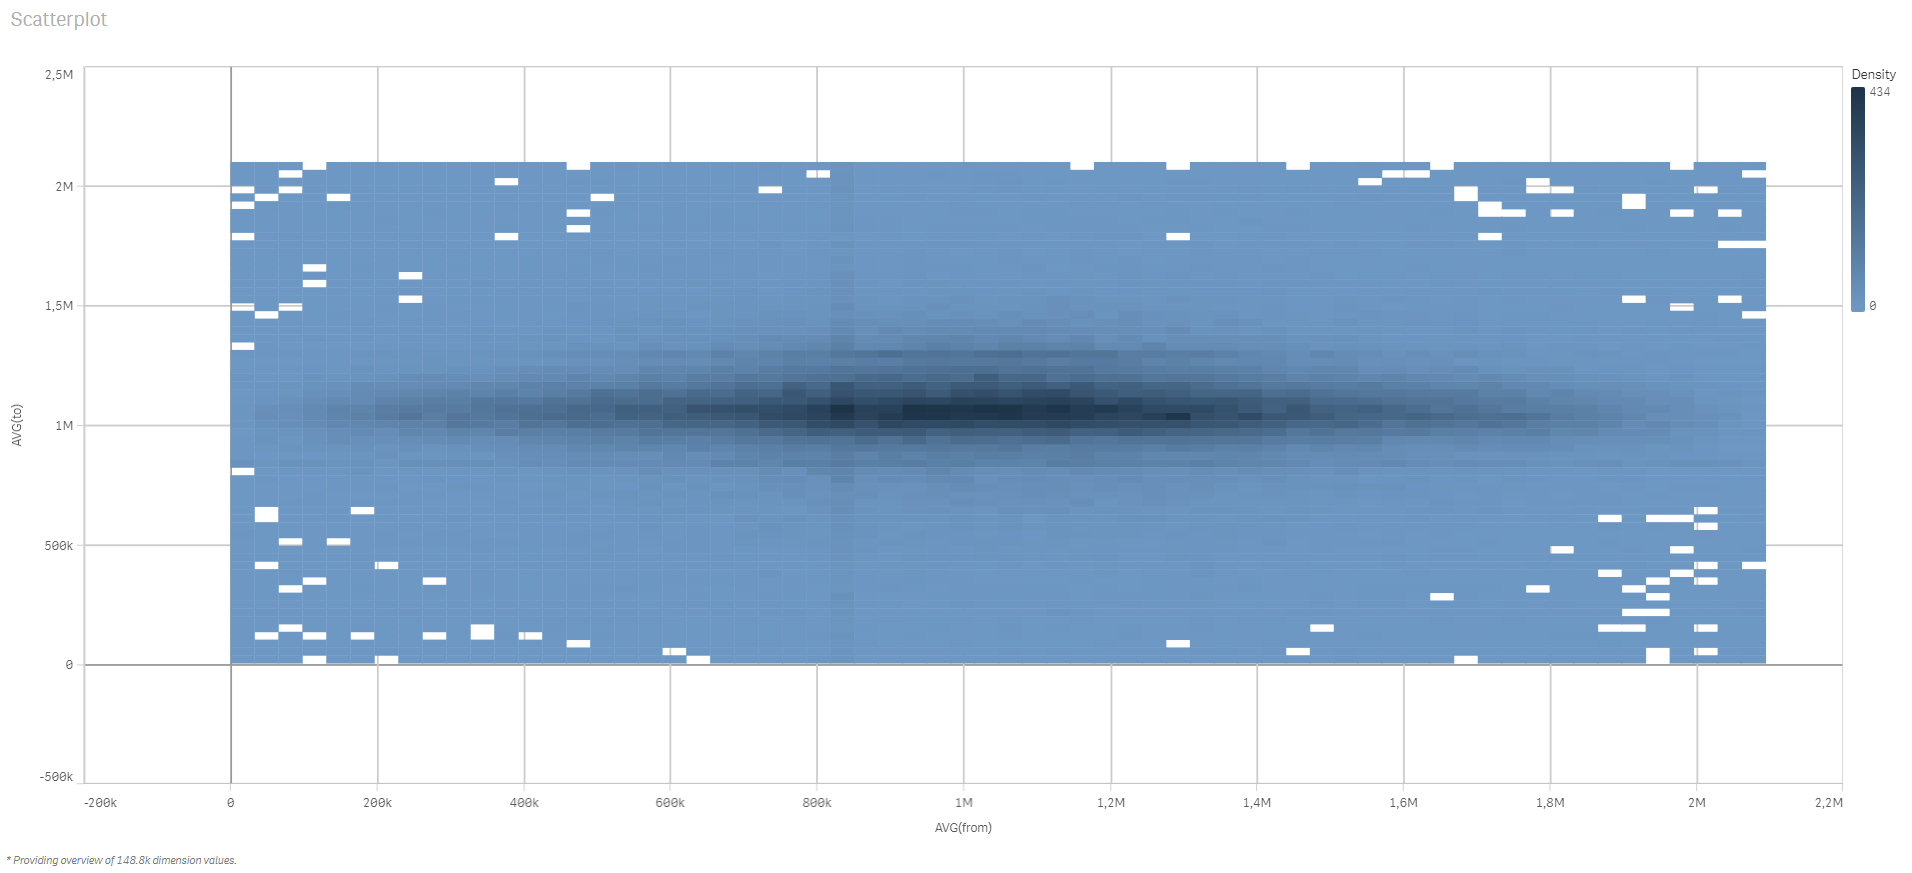 Scatterplot
Density
434
0
2,5M
2M
1,5M
1M
500k
0
-500k
AVG(to)
-200k 0 200k 400k 600k 800k 1M 1,2M 1,4M 1,6M 1,8M 2M 2,2M
AVG(from)
* Providing overview of 148.8k dimension values.